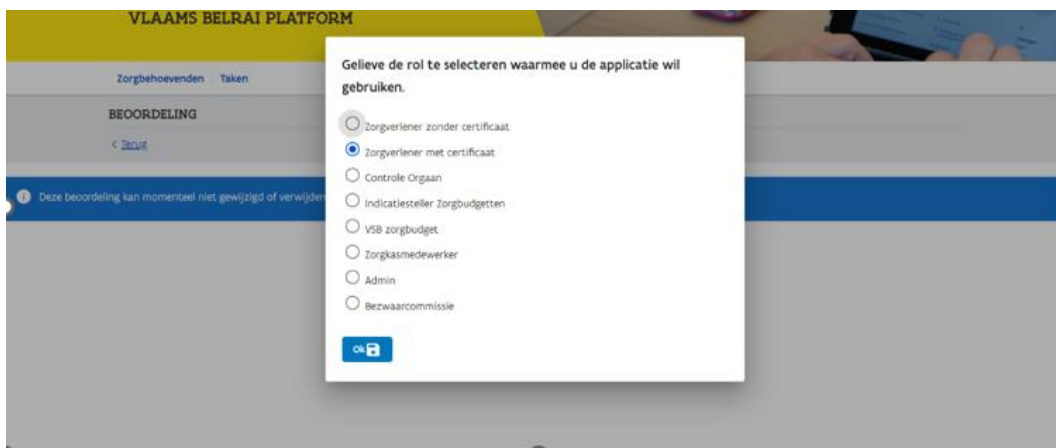 VLAAMS BELRAI PLATFORM
Gelieve de rol te selecteren waarmee u de applicatie wil
gebruiken.
Zorgbehoevenden Taken
BEOORDELING
< Terug
Zorgverlener zonder certificaat
Zorgverlener met certificaat
Controle Orgaan
Deze beoordeling kan momenteel niet gewijzigd of verwijder
Indicatiesteller Zorgbudgetten
VSB zorgbudget
Zorgkasmedewerker
Admin
Bezwaarcommissie
Ok